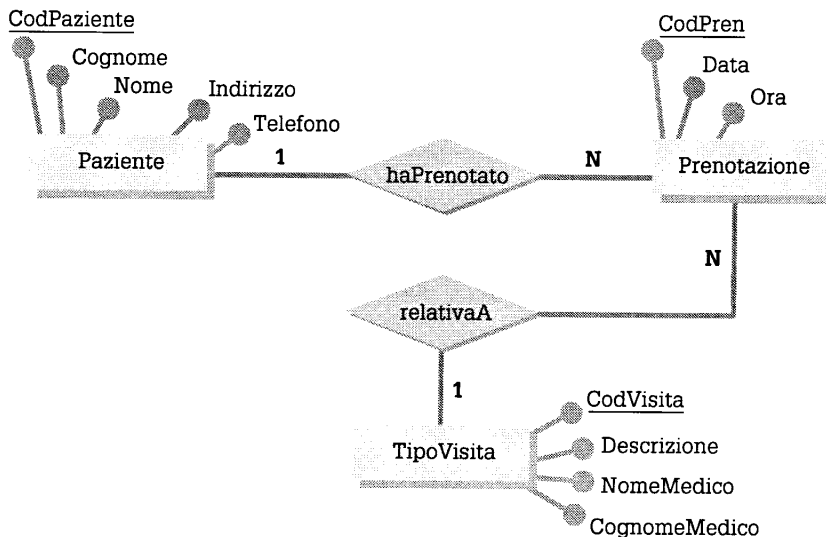 CodPaziente
Cognome
Nome
Indirizzo
Telefono
Paziente
1
haPrenotato
N
CodPren
Data
Ora
Prenotazione
N
relativaA
1
TipoVisita
CodVisita
Descrizione
NomeMedico
CognomeMedico